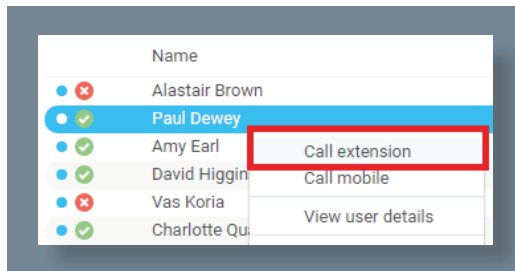 Name
Alastair Brown
Paul Dewey
Amy Earl
Call extension
David Higgin
Call mobile
Vas Koria
View user details
Charlotte Qu